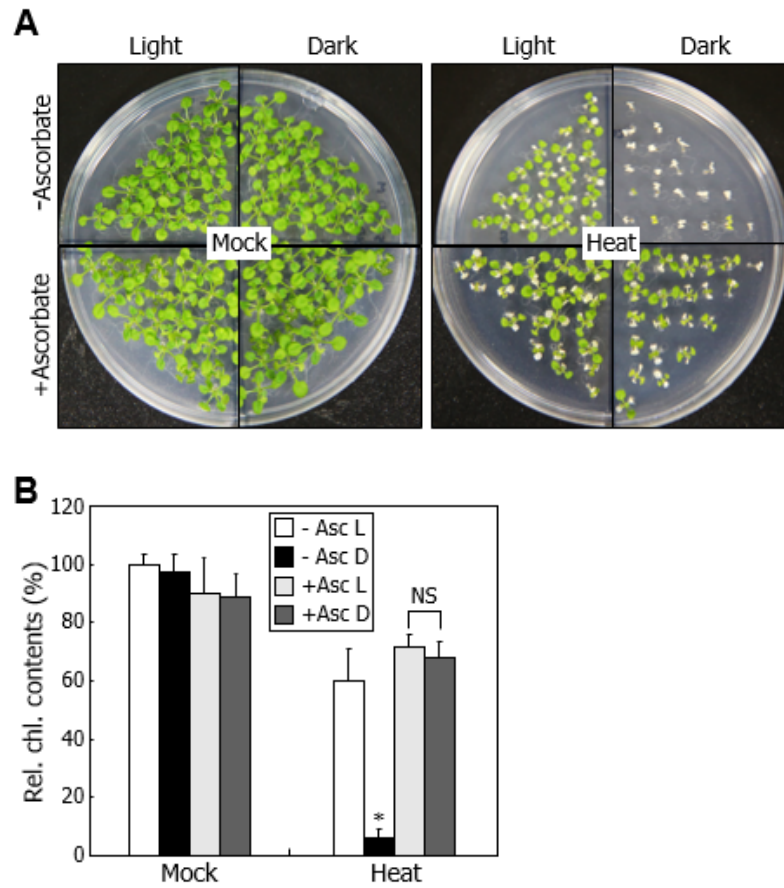 A
Light Dark Light Dark
-Ascorbate
Mock Heat
+Ascorbate
B
Rel. chl. contents (%)
120
100
80
60
40
20
0
- Asc L
- Asc D
+Asc L
+Asc D
NS
*
Mock Heat